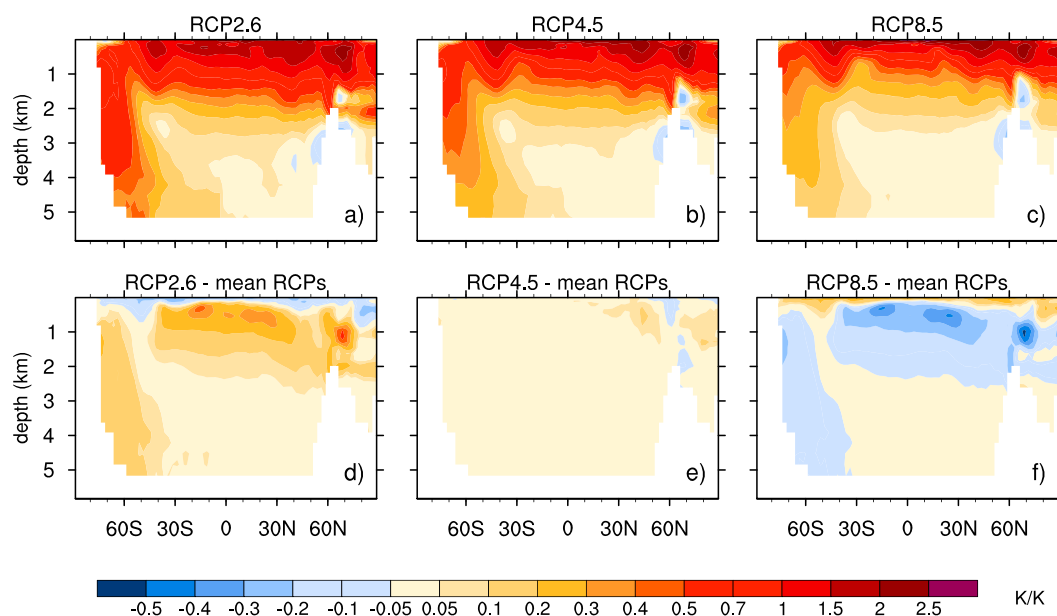 RCP2.6 RCP4.5 RCP8.5
depth (km)
1
2
3
4
5
a) b) c)
RCP2.6 - mean RCPs RCP4.5 - mean RCPs RCP8.5 - mean RCPs
depth (km)
1
2
3
4
5
d) e) f)
60S 30S 0 30N 60N 60S 30S 0 30N 60N 60S 30S 0 30N 60N
-0.5 -0.4 -0.3 -0.2 -0.1 -0.05 0.05 0.1 0.2 0.3 0.4 0.5 0.7 1 1.5 2 2.5 K/K